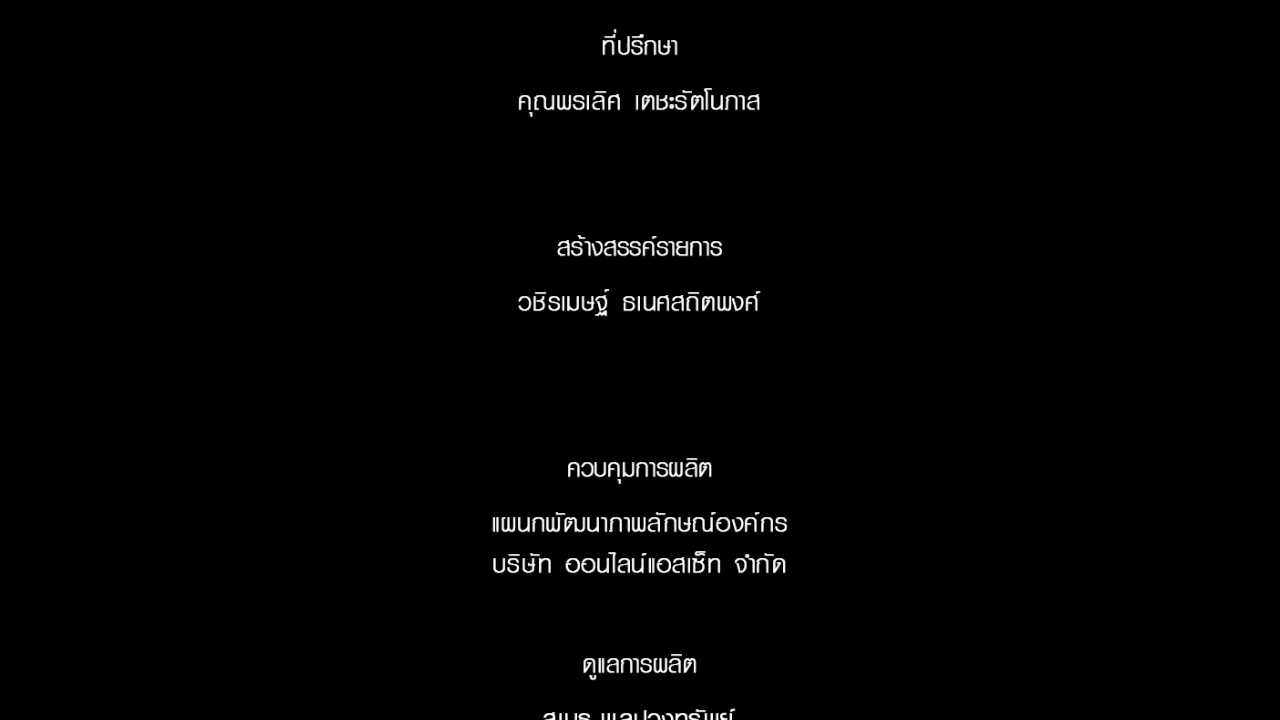 ที่ปรึกษา
คุณพรเลิศ เตชะรัตโนภาส
สร้างสรรค์รายการ
วชิรเมษฐ์ ธเนศสถิตพงศ์
ควบคุมการผลิต
แผนกพัฒนาภาพลักษณ์องค์กร
บริษัท ออนไลน์แอสเซ็ท จำกัด
ดูแลการผลิต